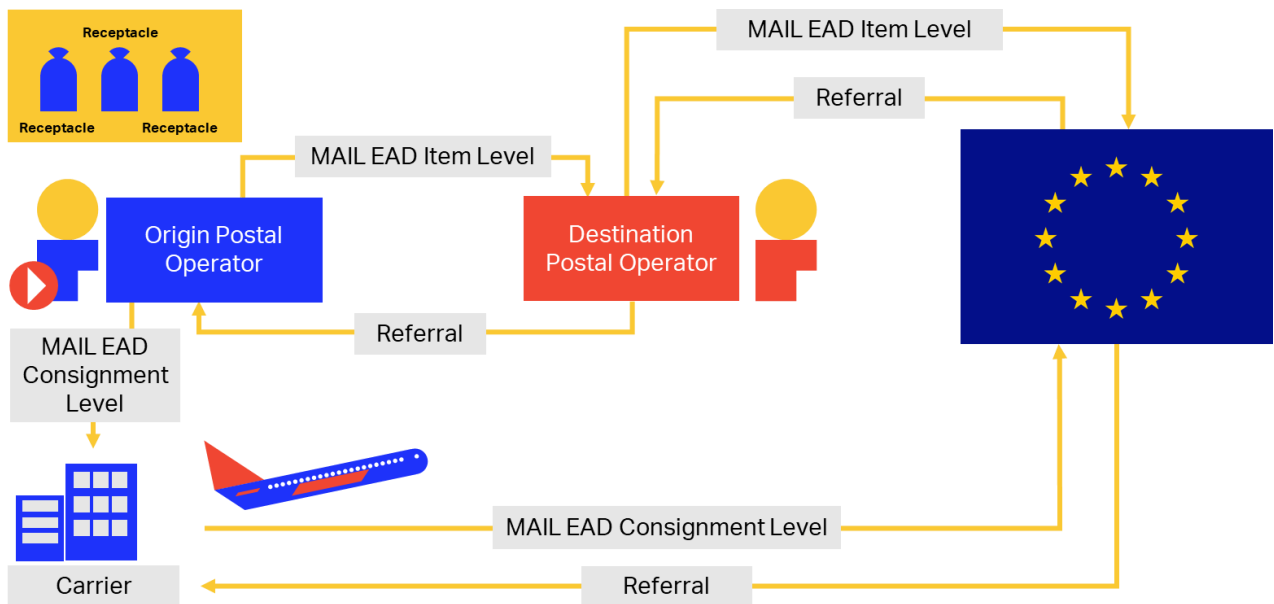 Receptacle
Receptacle
Receptacle
MAIL EAD Item Level
Referral
MAIL EAD Item Level
Origin Postal
Operator
Destination
Postal Operator
Referral
MAIL EAD
Consignment
Level
MAIL EAD Consignment Level
Carrier
Referral